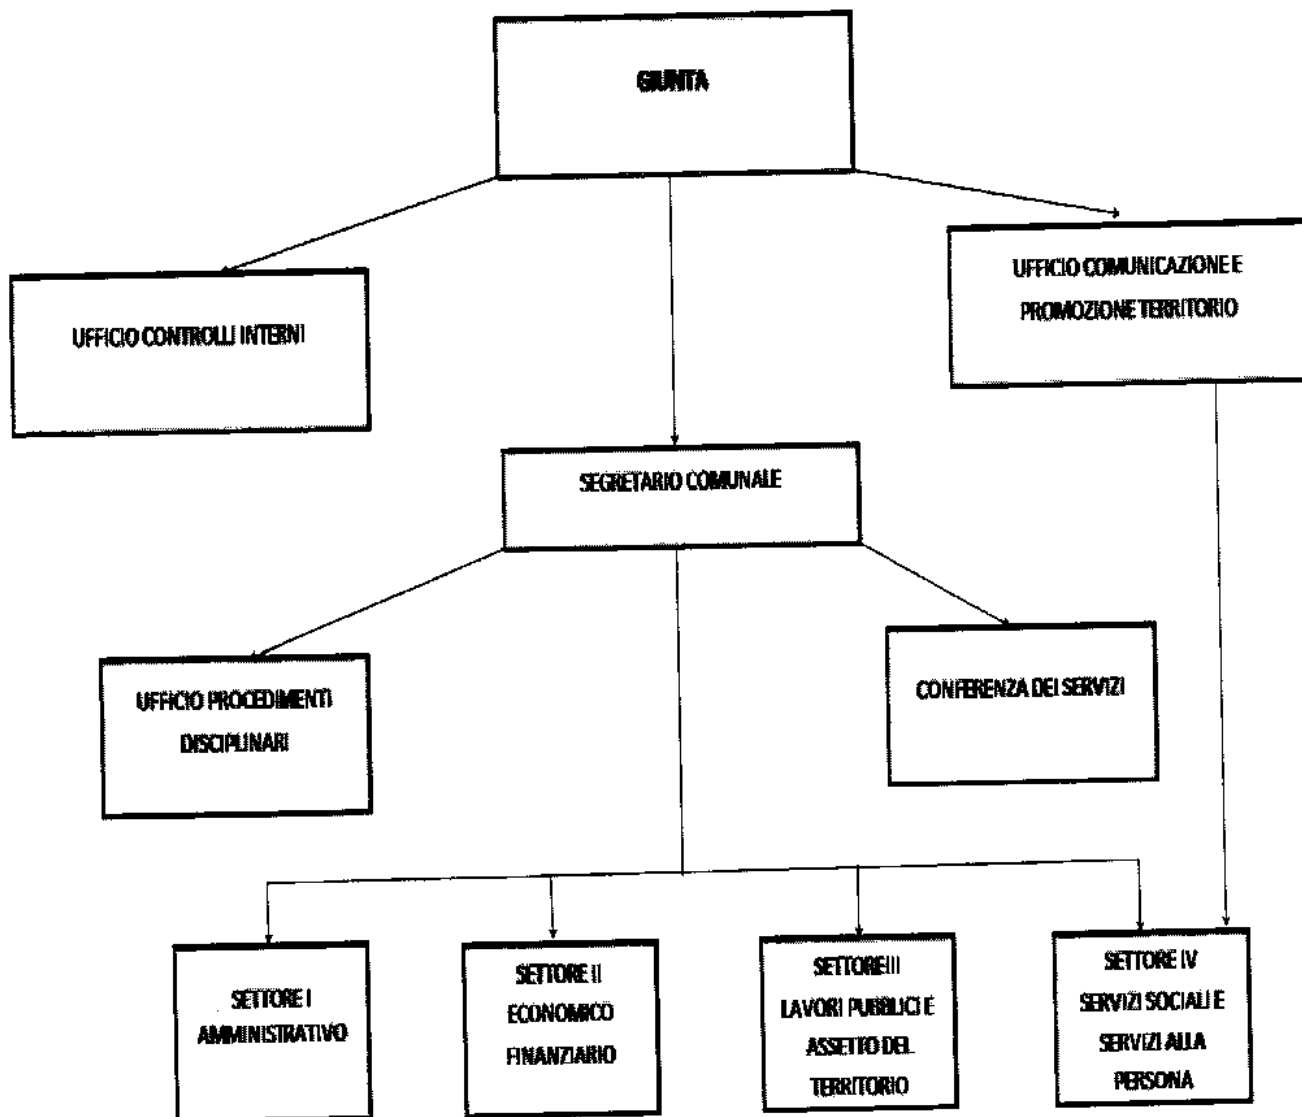 GIUNTA
UFFICIO COMUNICAZIONE E
PROMOZIONE TERRITORIO
UFFICIO CONTROLLI INTERNI
SEGRETARIO COMUNALE
UFFICIO PROCEDIMENTI
DISCIPLINARI
CONFERENZA DEI SERVIZI
SETTORE I
AMMINISTRATIVO
SETTORE II
ECONOMICO
FINANZIARIO
SETTORE III
LAVORI PUBBLICI E
ASSETTO DEL
TERRITORIO
SETTORE IV
SERVIZI SOCIALI E
SERVIZI ALLA
PERSONA